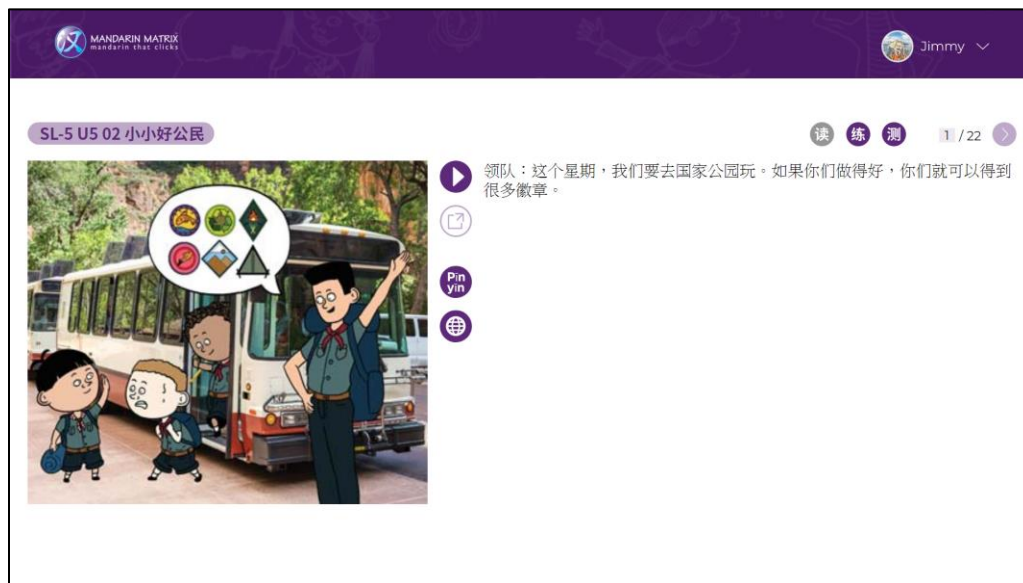 MANDARIN MATRIX
mandarin that clicks
Jimmy
SL-5 U5 02 小小好公民
读 练 测 1 / 22
领队：这个星期，我们要去国家公园玩。如果你们做得好，你们就可以得到
很多徽章。
Pin
yin